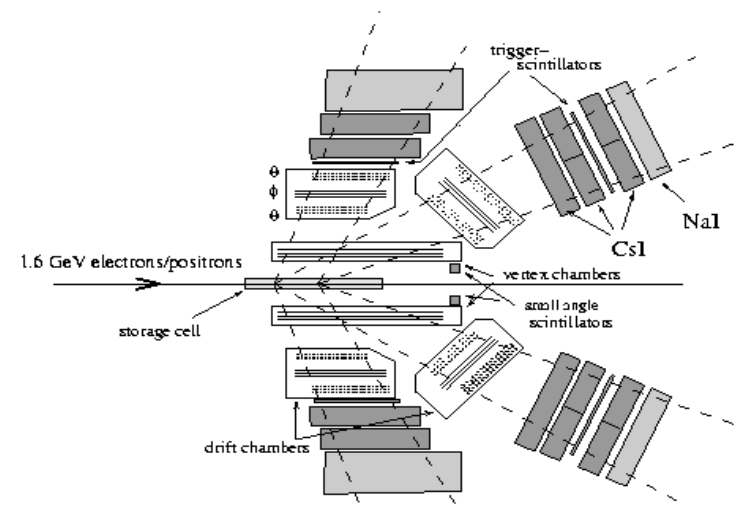 trigger–
scintillators
Θ
ϕ
Θ
NaI
CsI
1.6 GeV electrons/positrons
vertex chambers
storage cell
small angle
scintillators
drift chambers